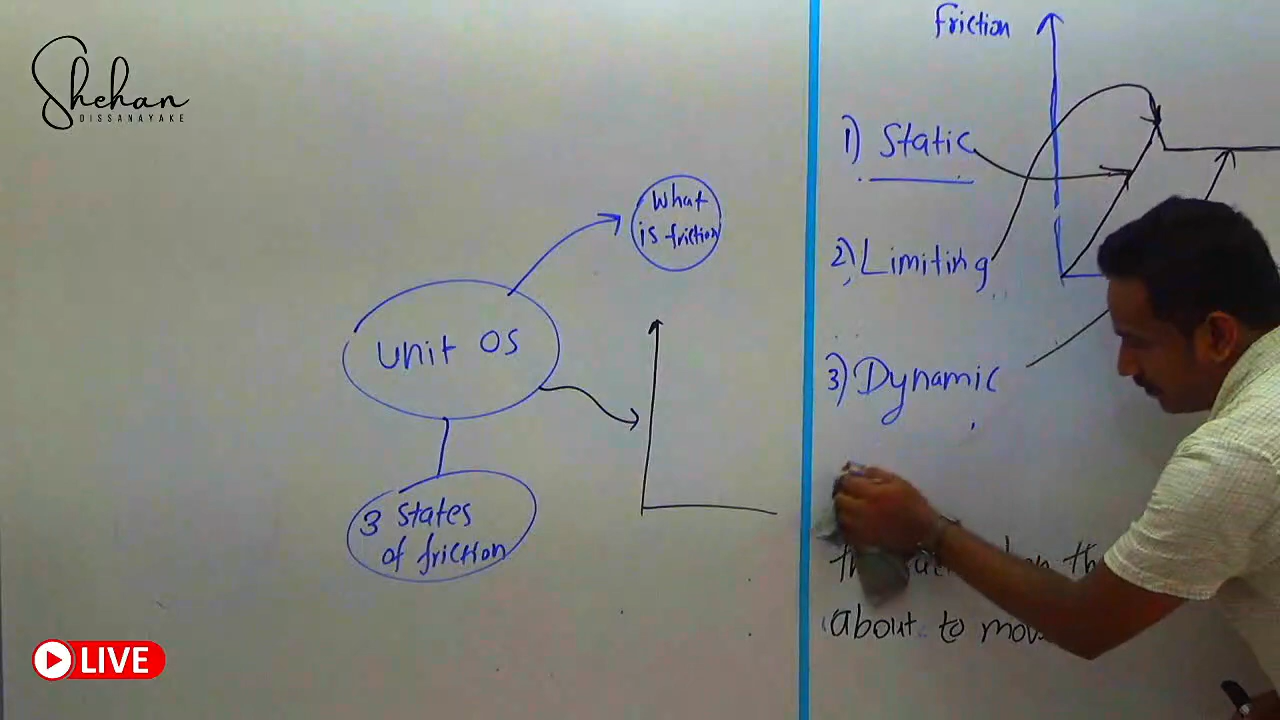 Shehan
DISSANAYAKE
What
is friction
unit 05
3 states
of friction
LIVE
Friction
1) Static
2) Limiting
3) Dynamic
about to